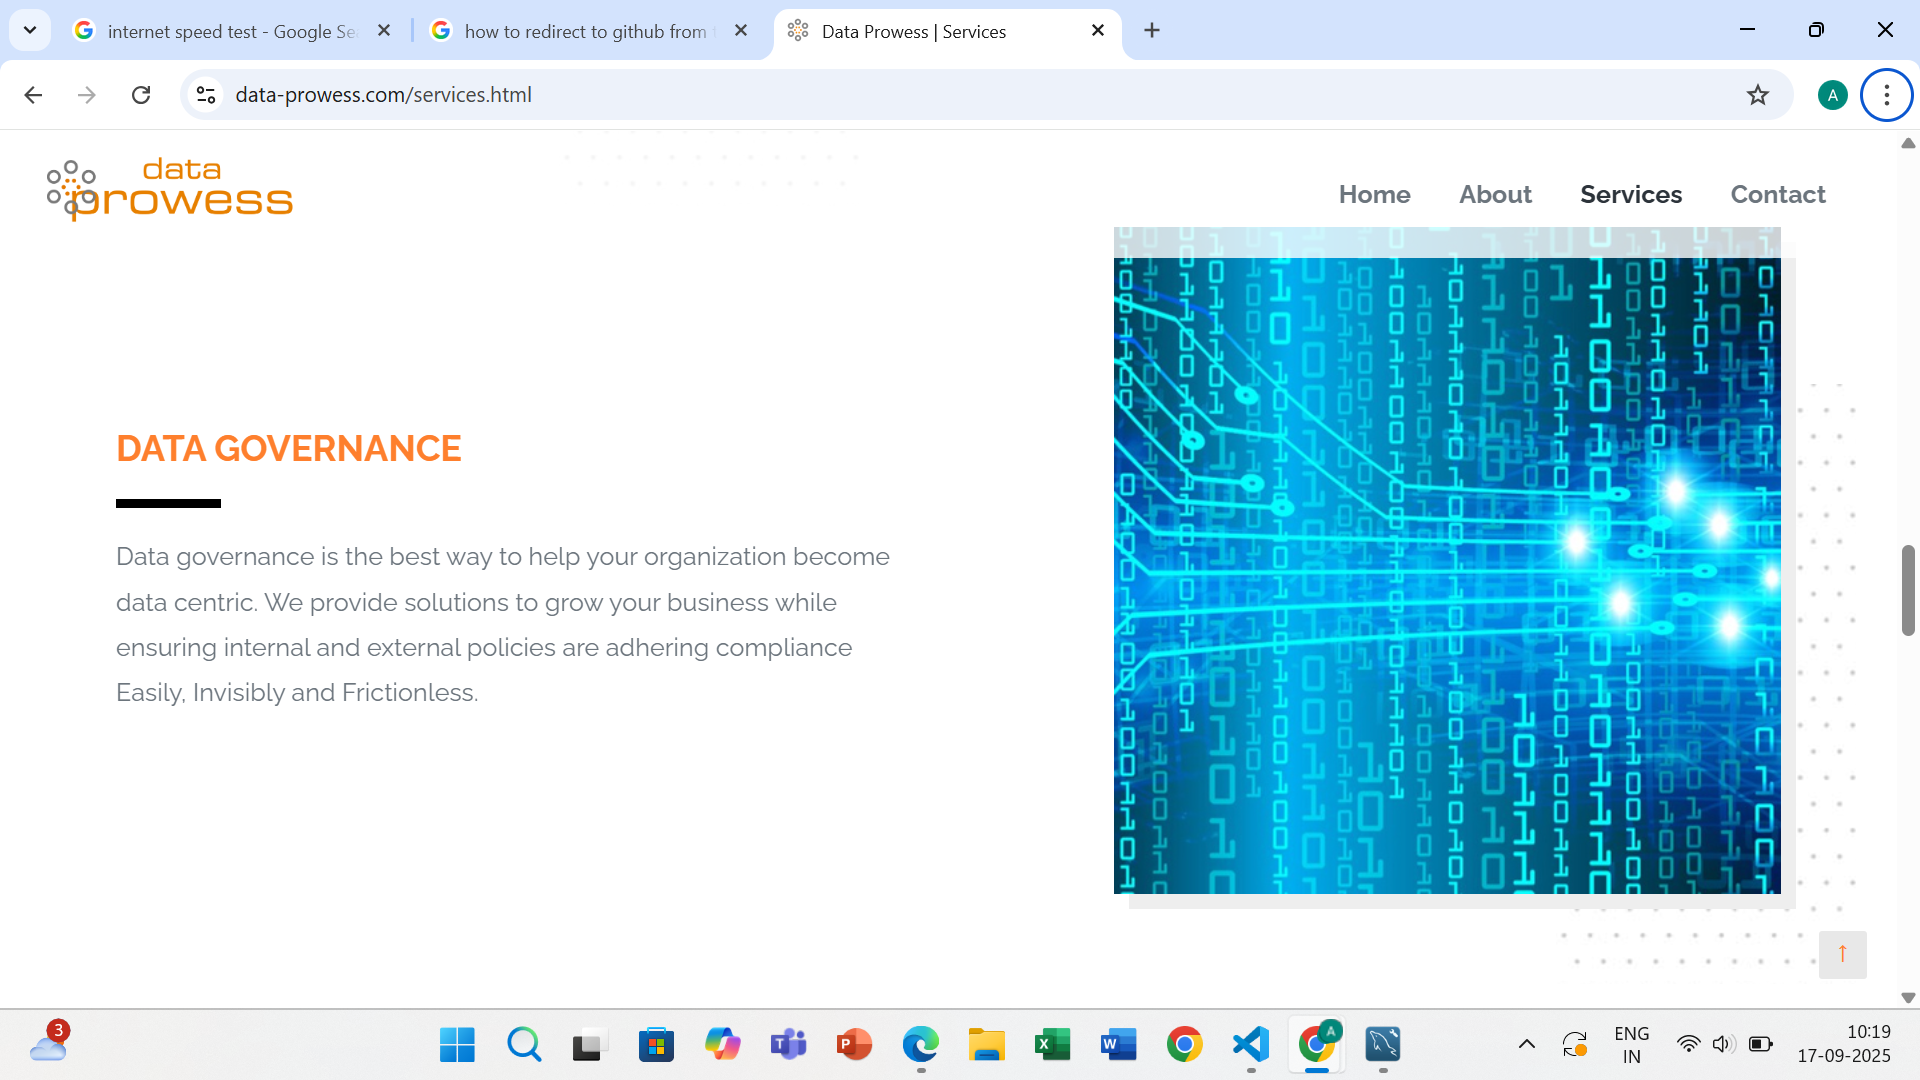 internet speed test - Google Se
how to redirect to github from
Data Prowess | Services
data-prowess.com/services.html
A
data
prowess
Home About Services Contact
DATA GOVERNANCE
Data governance is the best way to help your organization become
data centric. We provide solutions to grow your business while
ensuring internal and external policies are adhering compliance
Easily, Invisibly and Frictionless.
↑
3
A
ENG
IN
10:19
17-09-2025